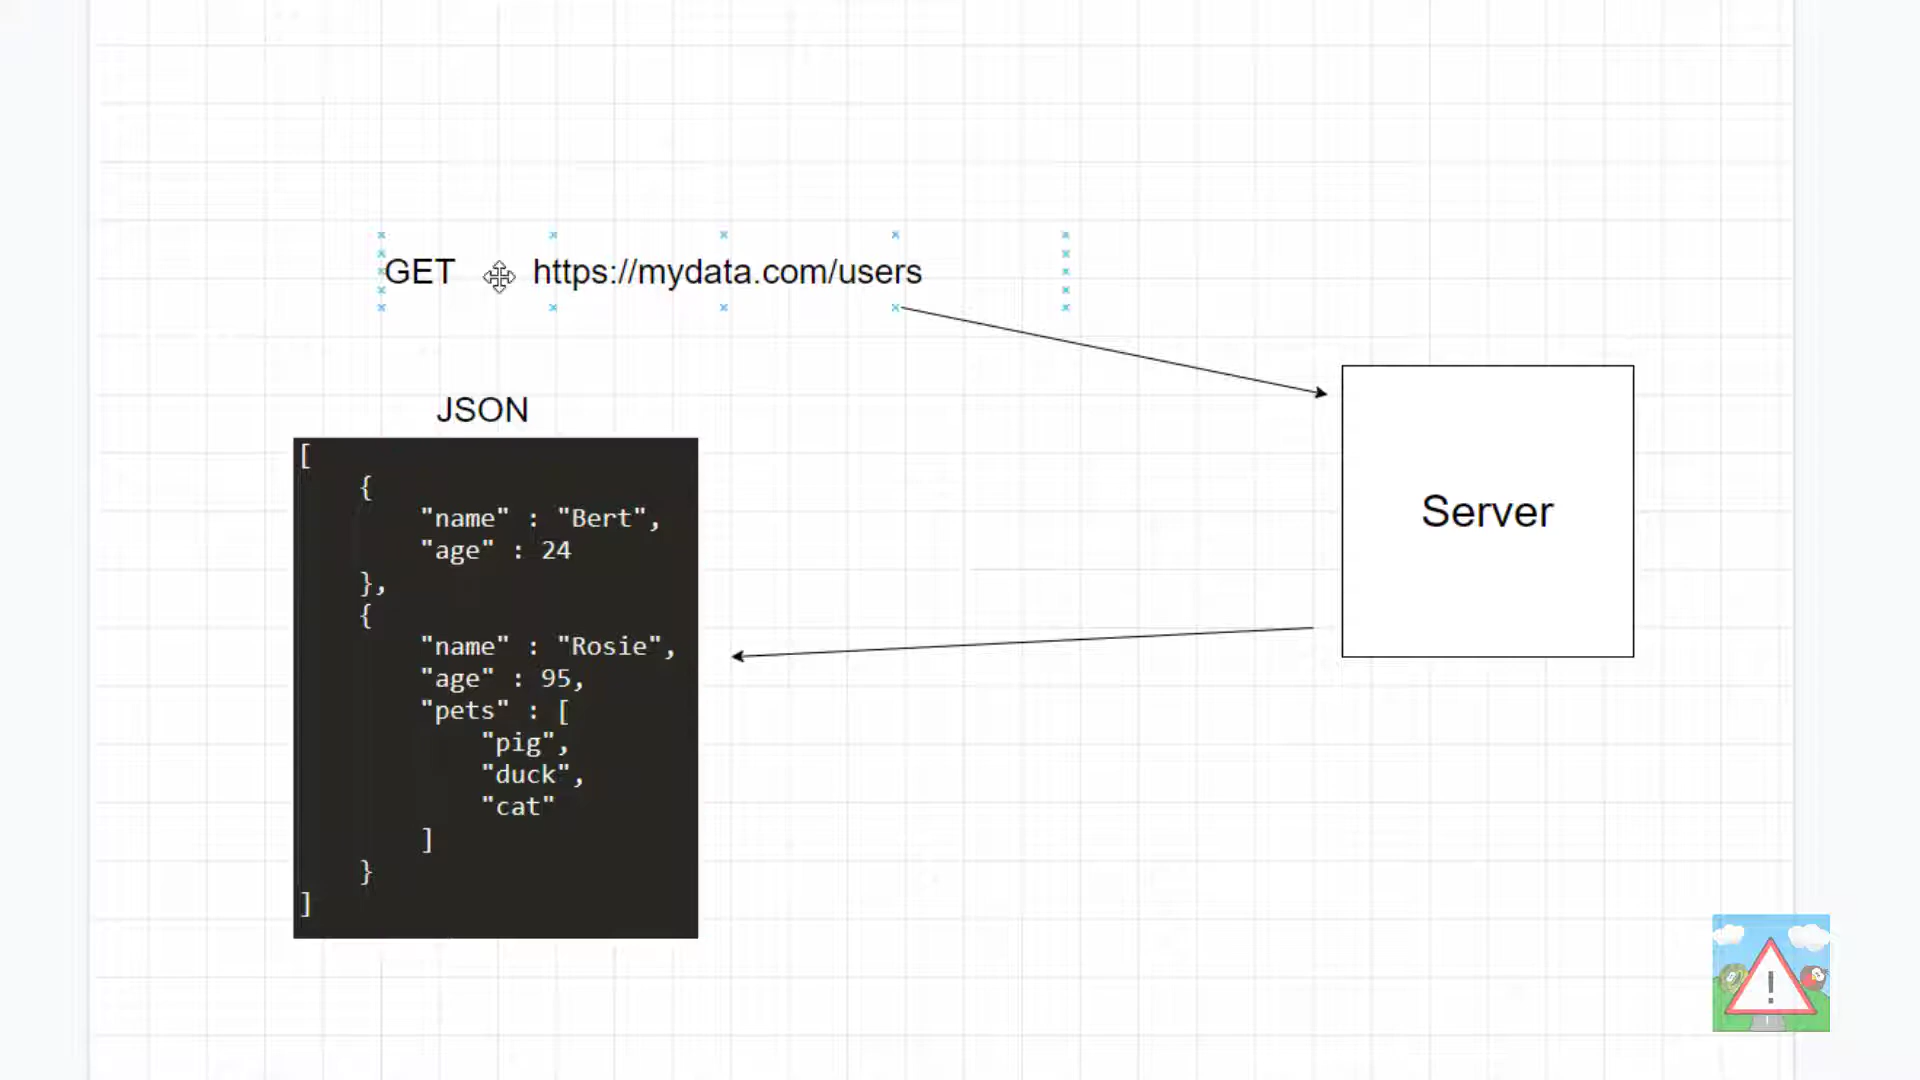 GET https://mydata.com/users
JSON
[
{
"name" : "Bert",
"age" : 24
},
{
"name" : "Rosie",
"age" : 95,
"pets" : [
"pig",
"duck",
"cat"
]
}
]
Server
!